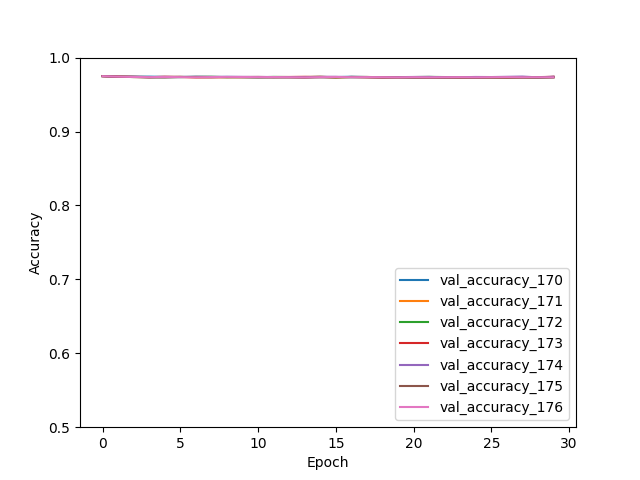 1.0
0.9
0.8
0.7
0.6
0.5
Accuracy
val_accuracy_170
val_accuracy_171
val_accuracy_172
val_accuracy_173
val_accuracy_174
val_accuracy_175
val_accuracy_176
0 5 10 15 20 25 30
Epoch